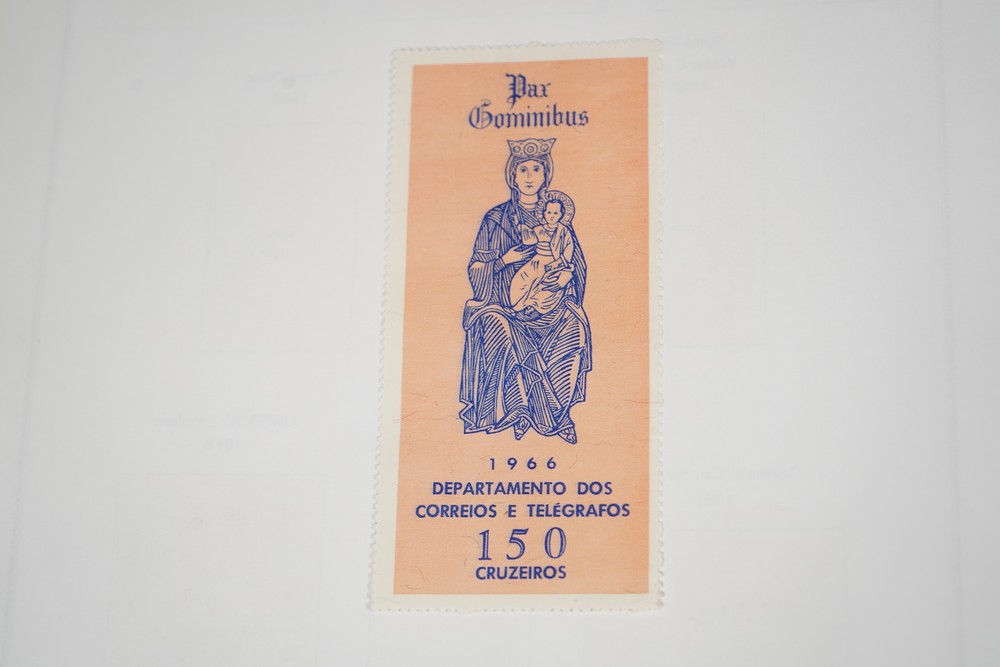 Pax
Hominibus
1966
DEPARTAMENTO DOS
CORREIOS E TELÉGRAFOS
150
CRUZEIROS